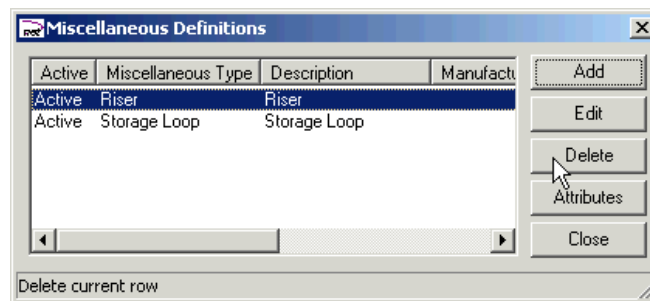 Miscellaneous Definitions
Active Miscellaneous Type Description Manufactu
Active Riser Riser
Active Storage Loop Storage Loop
Add
Edit
Delete
Attributes
Close
Delete current row